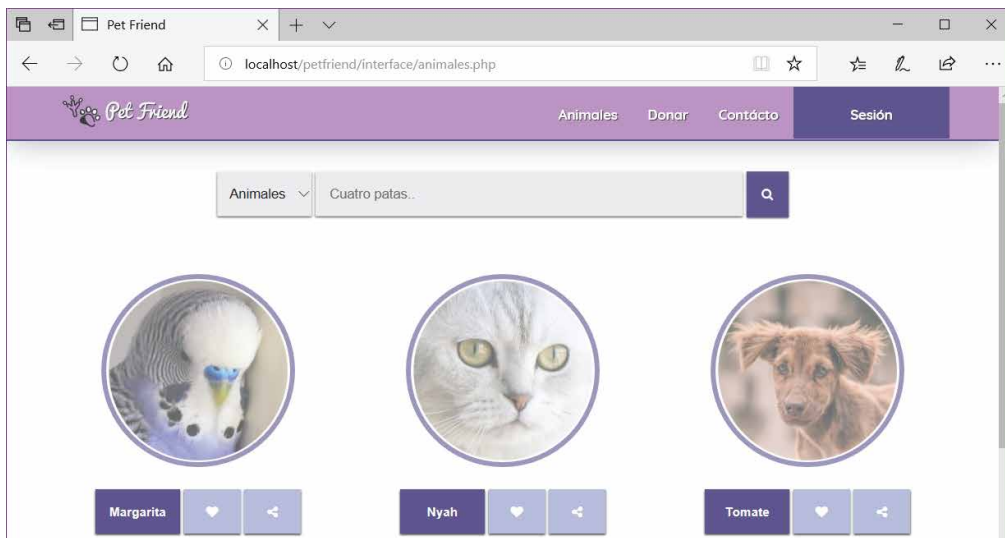 Pet Friend
localhost/petfriend/interface/animales.php
Pet Friend
Animales Donar Contácto Sesión
Animales Cuatro patas..
Margarita Nyah Tomate